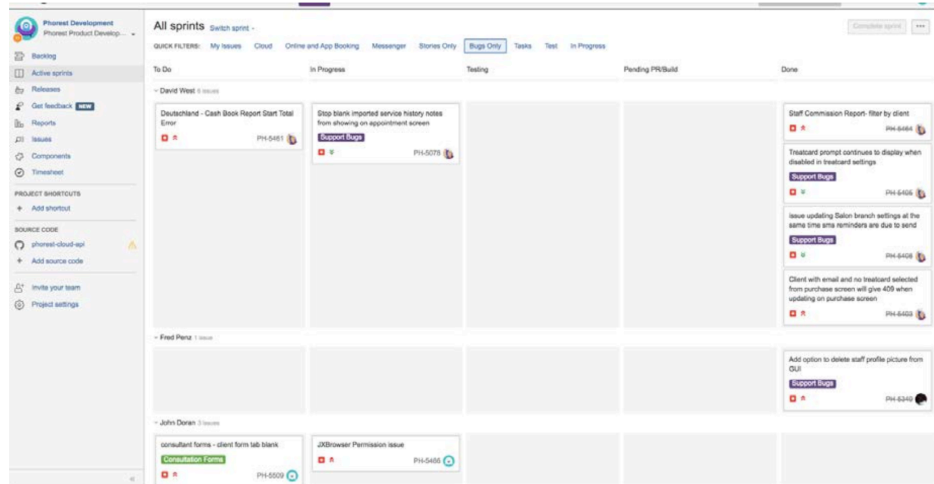 Phorest Development
Phorest Product Develop...
Backlog
Active sprints
Releases
Get feedback NEW
Reports
Issues
Components
Timesheet
PROJECT SHORTCUTS
Add shortcut
SOURCE CODE
phorest-cloud-api
Add source code
Invite your team
Project settings
All sprints Switch sprint
Complete sprint
QUICK FILTERS: My Issues Cloud Online and App Booking Messenger Stories Only Bugs Only Tasks Test In Progress
To Do In Progress Testing Pending PR/Build Done
David West 6 issues
Deutschland - Cash Book Report Start Total
Error
PH-5461
Stop blank imported service history notes
from showing on appointment screen
Support Bugs
PH-5078
Staff Commission Report- filter by client
PH-5464
Treatcard prompt continues to display when
disabled in treatcard settings
Support Bugs
PH-5405
issue updating Salon branch settings at the
same time sms reminders are due to send
Support Bugs
PH-5408
Client with email and no treatcard selected
from purchase screen will give 409 when
updating on purchase screen
PH-5403
Fred Penz 1 issue
Add option to delete staff profile picture from
GUI
Support Bugs
PH-5340
John Doran 3 issues
consultant forms - client form tab blank
Consultation Forms
PH-5509
JXBrowser Permission issue
PH-5466